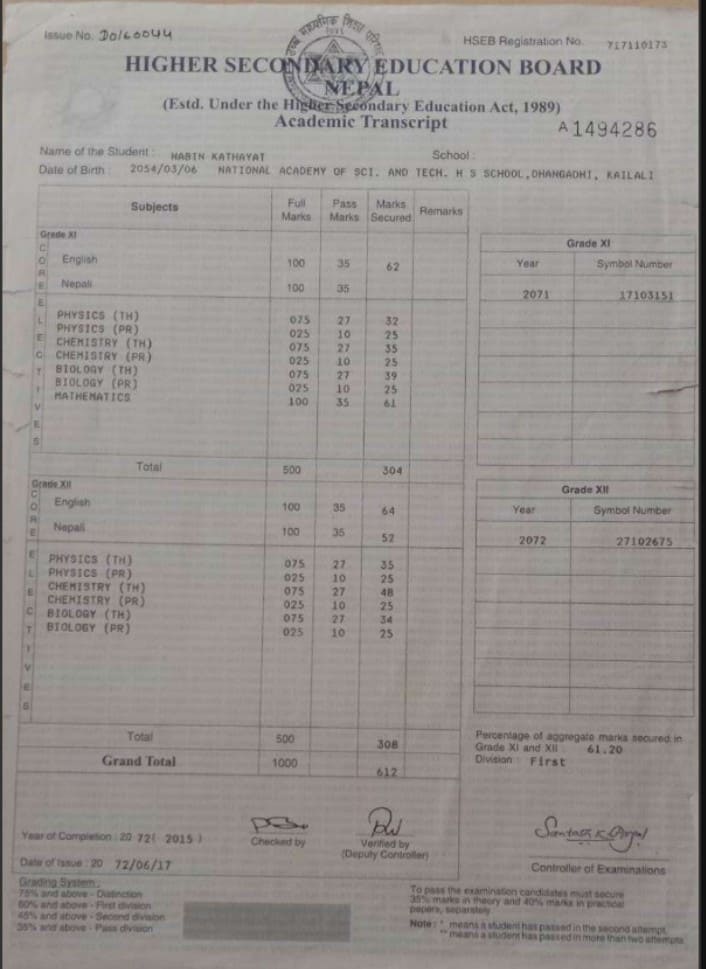 Issue No. D0/60044
HSEB Registration No. 717110173
HIGHER SECONDARY EDUCATION BOARD
NEPAL
(Estd. Under the Higher Secondary Education Act, 1989)
Academic Transcript
A 1494286
Name of the Student : HABIN KATHAYAT School :
Date of Birth : 2054/03/06 NATIONAL ACADEMY OF SCI. AND TECH. H S SCHOOL,DHANGADHI, KAILALI
Subjects Full Marks Pass Marks Marks Secured Remarks
Grade XI
CORE
English 100 35 62
Nepali 100 35
ELECTIVES
PHYSICS (TH) 075 27 32
PHYSICS (PR) 025 10 25
CHEMISTRY (TH) 075 27 35
CHEMISTRY (PR) 025 10 25
BIOLOGY (TH) 075 27 39
BIOLOGY (PR) 025 10 25
MATHEMATICS 100 35 61
Total 500 304
Grade XI
Year Symbol Number
2071 17103151
Grade XII
CORE
English 100 35 64
Nepali 100 35 52
ELECTIVES
PHYSICS (TH) 075 27 35
PHYSICS (PR) 025 10 25
CHEMISTRY (TH) 075 27 48
CHEMISTRY (PR) 025 10 25
BIOLOGY (TH) 075 27 34
BIOLOGY (PR) 025 10 25
Total 500 308
Grand Total 1000 612
Grade XII
Year Symbol Number
2072 27102675
Percentage of aggregate marks secured in
Grade XI and XII : 61.20
Division : First
Year of Completion : 20 72( 2015 )
Checked by
Verified by
(Deputy Controller)
Date of Issue : 20 72/06/17
Controller of Examinations
Grading System :
75% and above - Distinction
60% and above - First division
45% and above - Second division
35% and above - Pass division
To pass the examination candidates must secure
35% marks in theory and 40% marks in practical
papers, separately.
Note : * means a student has passed in the second attempt.
** means a student has passed in more than two attempts